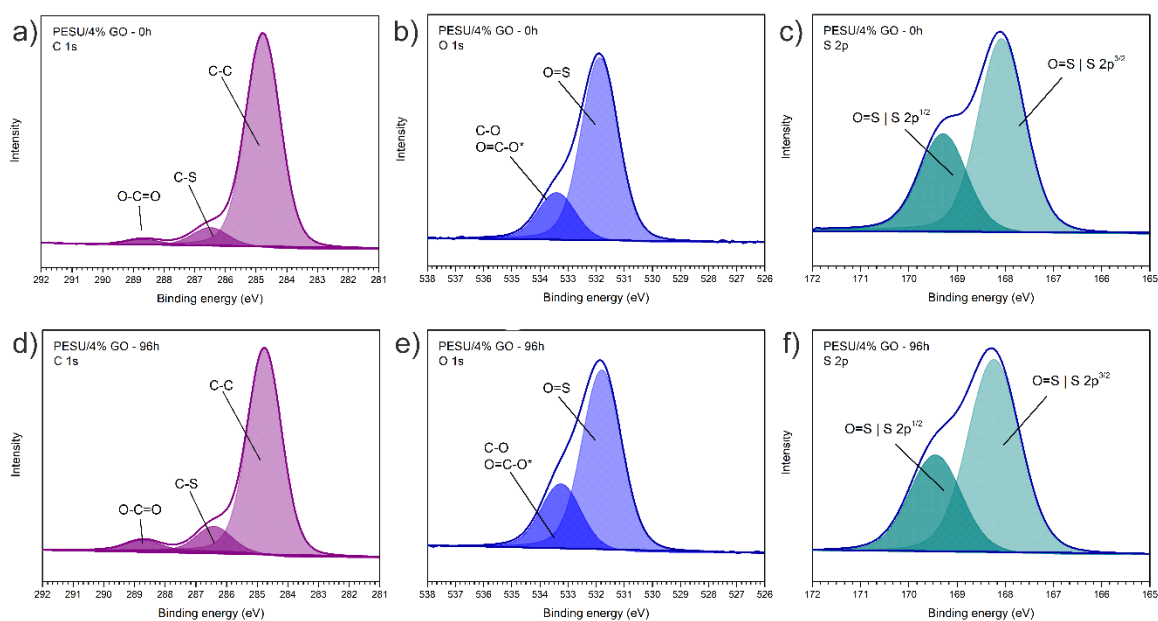 a)
PESU/4% GO - 0h
C 1s
C-C
C-S
O-C=O
Intensity
292 291 290 289 288 287 286 285 284 283 282 281
Binding energy (eV)
b)
PESU/4% GO - 0h
O 1s
O=S
C-O
O=C-O*
Intensity
538 537 536 535 534 533 532 531 530 529 528 527 526
Binding energy (eV)
c)
PESU/4% GO - 0h
S 2p
O=S | S 2p3/2
O=S | S 2p1/2
Intensity
172 171 170 169 168 167 166 165
Binding energy (eV)
d)
PESU/4% GO - 96h
C 1s
C-C
C-S
O-C=O
Intensity
292 291 290 289 288 287 286 285 284 283 282 281
Binding energy (eV)
e)
PESU/4% GO - 96h
O 1s
O=S
C-O
O=C-O*
Intensity
538 537 536 535 534 533 532 531 530 529 528 527 526
Binding energy (eV)
f)
PESU/4% GO - 96h
S 2p
O=S | S 2p3/2
O=S | S 2p1/2
Intensity
172 171 170 169 168 167 166 165
Binding energy (eV)